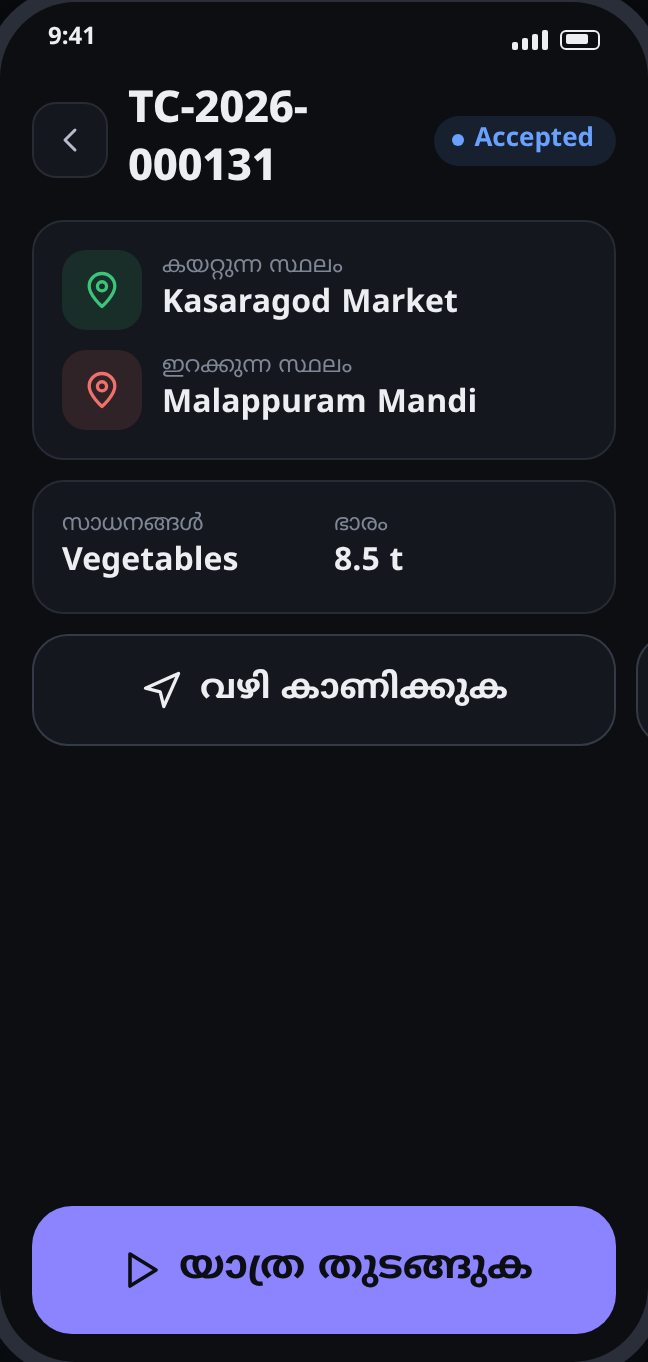 9:41
TC-2026-
000131
Accepted
കയറ്റുന്ന സ്ഥലം
Kasaragod Market
ഇറക്കുന്ന സ്ഥലം
Malappuram Mandi
സാധനങ്ങൾ
ഭാരം
Vegetables
8.5 t
വഴി കാണിക്കുക
യാത്ര തുടങ്ങുക